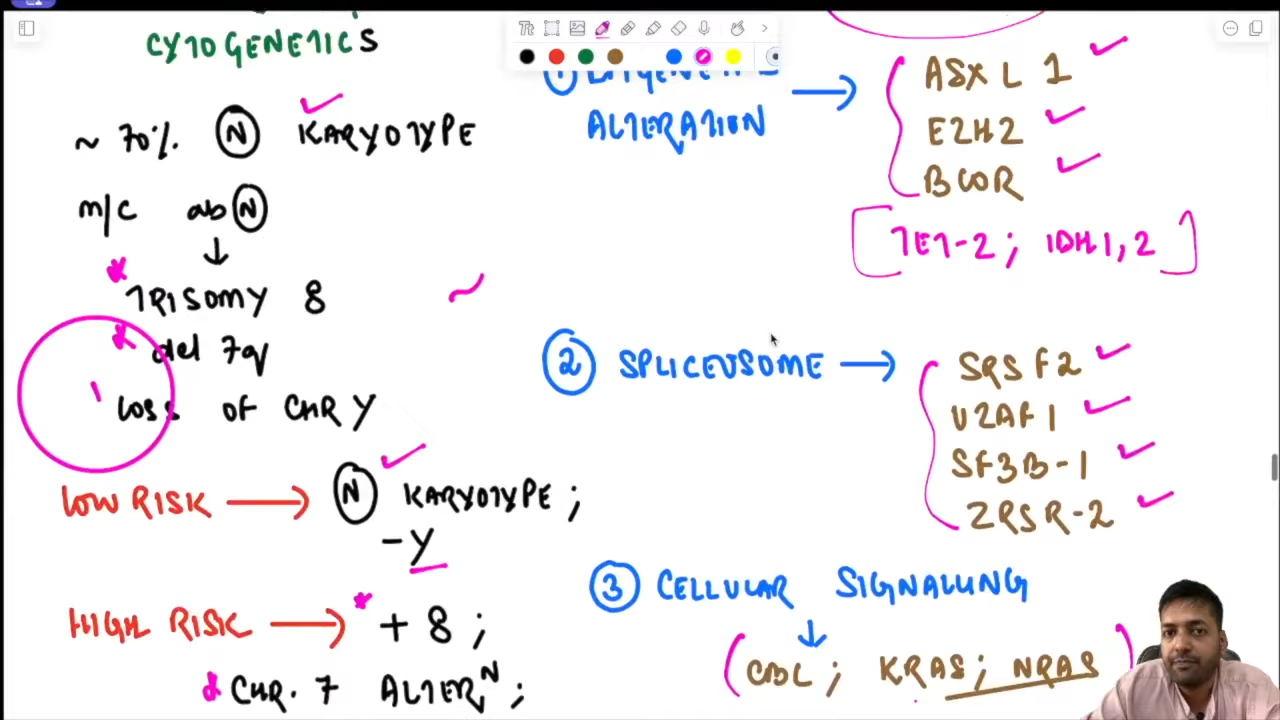 CYTOGENETICS
~ 70% N KARYOTYPE
m/c ab N
TRISOMY 8
del 7q
LOSS OF CHR Y
LOW RISK → N KARYOTYPE ;
- Y
HIGH RISK → + 8 ;
CHR. 7 ALTER^N ;
ALTERATION → ASXL 1
EZH2
BCOR
[ TET-2 ; IDH1,2 ]
2 SPLICEOSOME → SRSF2
U2AF1
SF3B-1
ZRSR-2
3 CELLULAR SIGNALLING
( CBL ; KRAS ; NRAS )